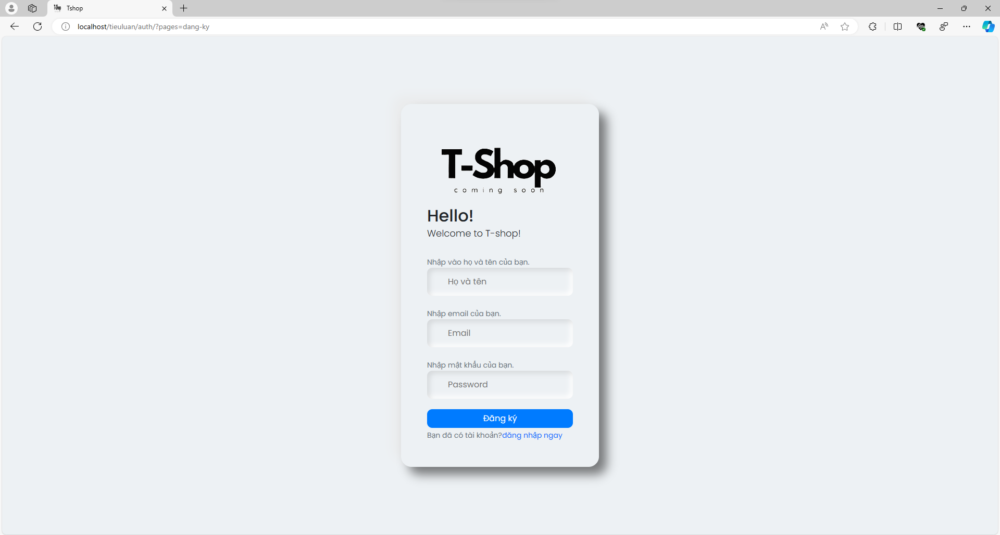 Tshop
localhost/tieuluan/auth/?pages=dang-ky
T-Shop
coming soon
Hello!
Welcome to T-shop!
Nhập vào họ và tên của bạn.
Họ và tên
Nhập email của bạn.
Email
Nhập mật khẩu của bạn.
Password
Đăng ký
Bạn đã có tài khoản?đăng nhập ngay